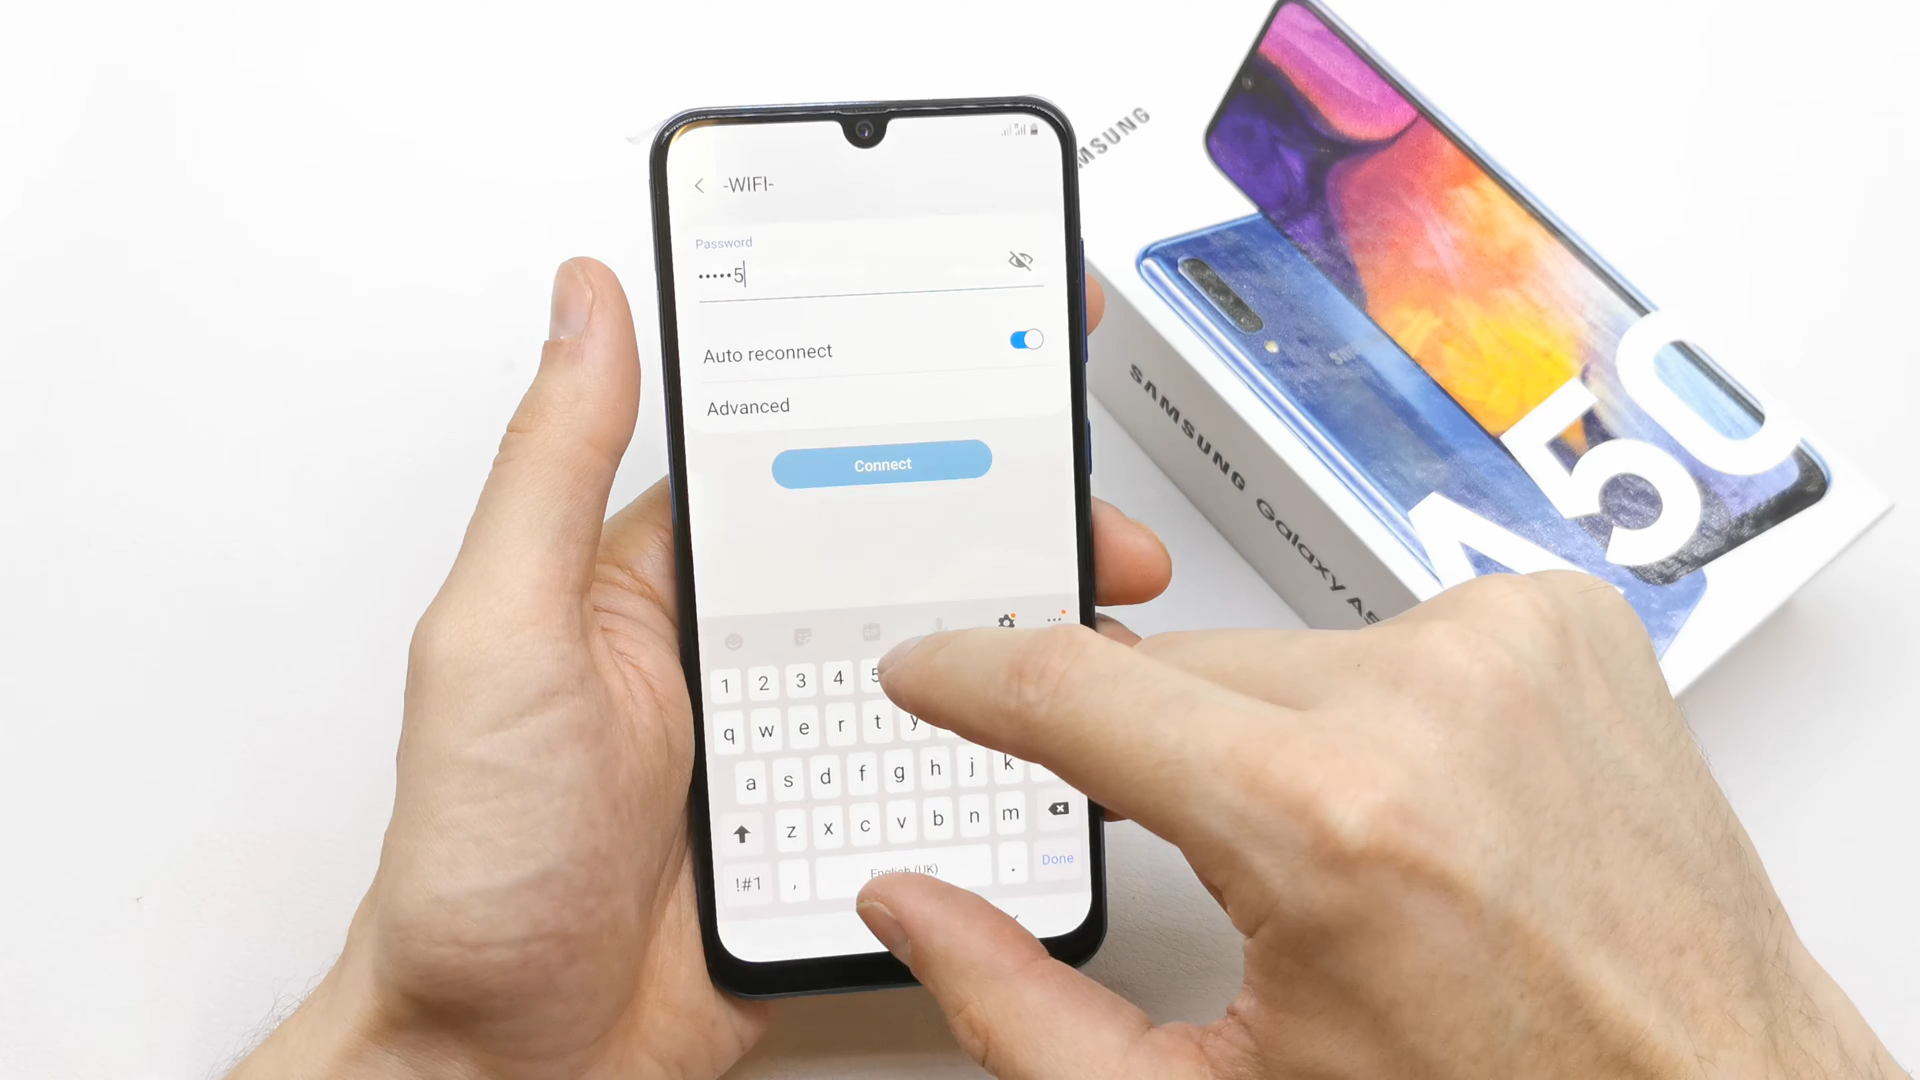 -WIFI-
Password
•••••5
Auto reconnect
Advanced
Connect
1 2 3 4 5
q w e r t y
a s d f g h j k
z x c v b n m
!#1 , English (UK) . Done
SAMSUNG Galaxy A5
A50